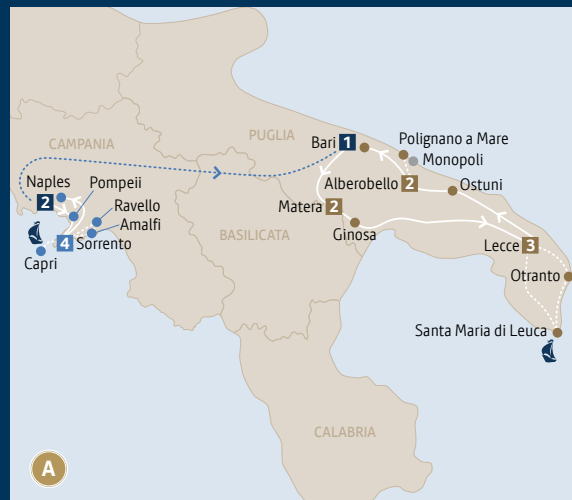 PUGLIA
Bari 1
Polignano a Mare
Monopoli
CAMPANIA
Alberobello 2
Ostuni
Naples
Pompeii
2
Ravello
Matera 2
Amalfi
Ginosa
BASILICATA
4 Sorrento
Lecce 3
Capri
Otranto
Santa Maria di Leuca
CALABRIA
A